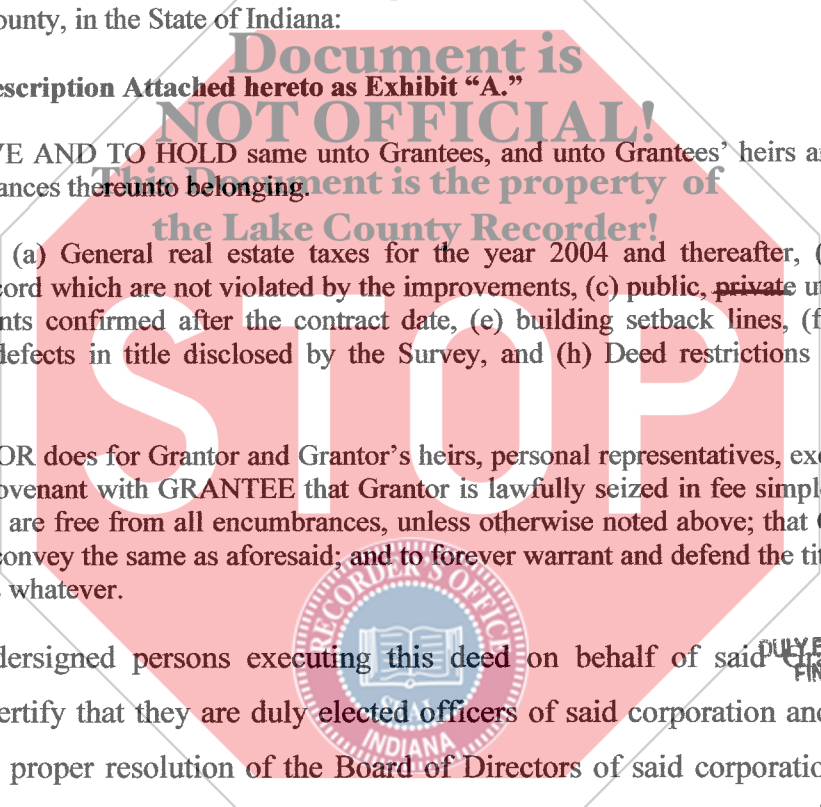 ounty, in the State of Indiana:
Document is
escription Attached hereto as Exhibit “A.”
NOT OFFICIAL!
VE AND TO HOLD same unto Grantees, and unto Grantees’ heirs a
This Document is the property of
ances thereunto belonging.
the Lake County Recorder!
(a) General real estate taxes for the year 2004 and thereafter, (
cord which are not violated by the improvements, (c) public, private u
nts confirmed after the contract date, (e) building setback lines, (f
defects in title disclosed by the Survey, and (h) Deed restrictions
STOP
OR does for Grantor and Grantor’s heirs, personal representatives, exe
ovenant with GRANTEE that Grantor is lawfully seized in fee simpl
are free from all encumbrances, unless otherwise noted above; that
convey the same as aforesaid; and to forever warrant and defend the tit
s whatever.
RECORDER'S OFFICE
dersigned persons executing this deed on behalf of said Gra
DULY E
FIN
ertify that they are duly elected officers of said corporation and
SEAL
INDIANA
proper resolution of the Board of Directors of said corporatio